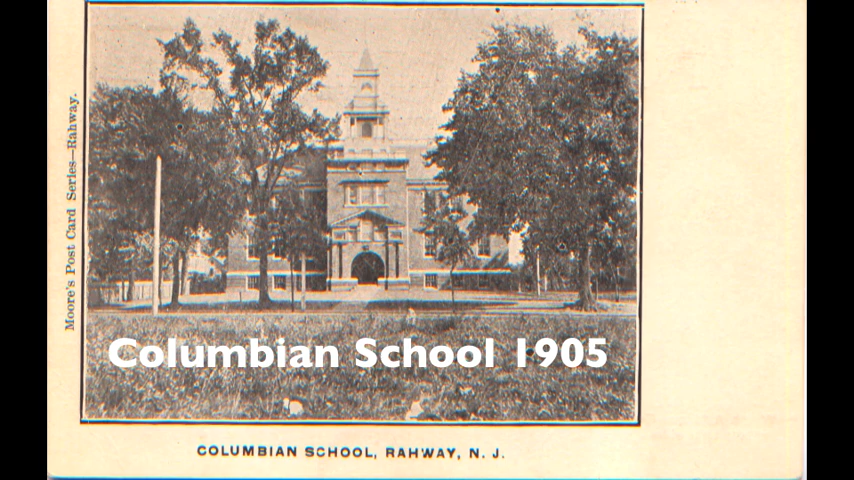 Moore's Post Card Series—Rahway.
Columbian School 1905
COLUMBIAN SCHOOL, RAHWAY, N. J.